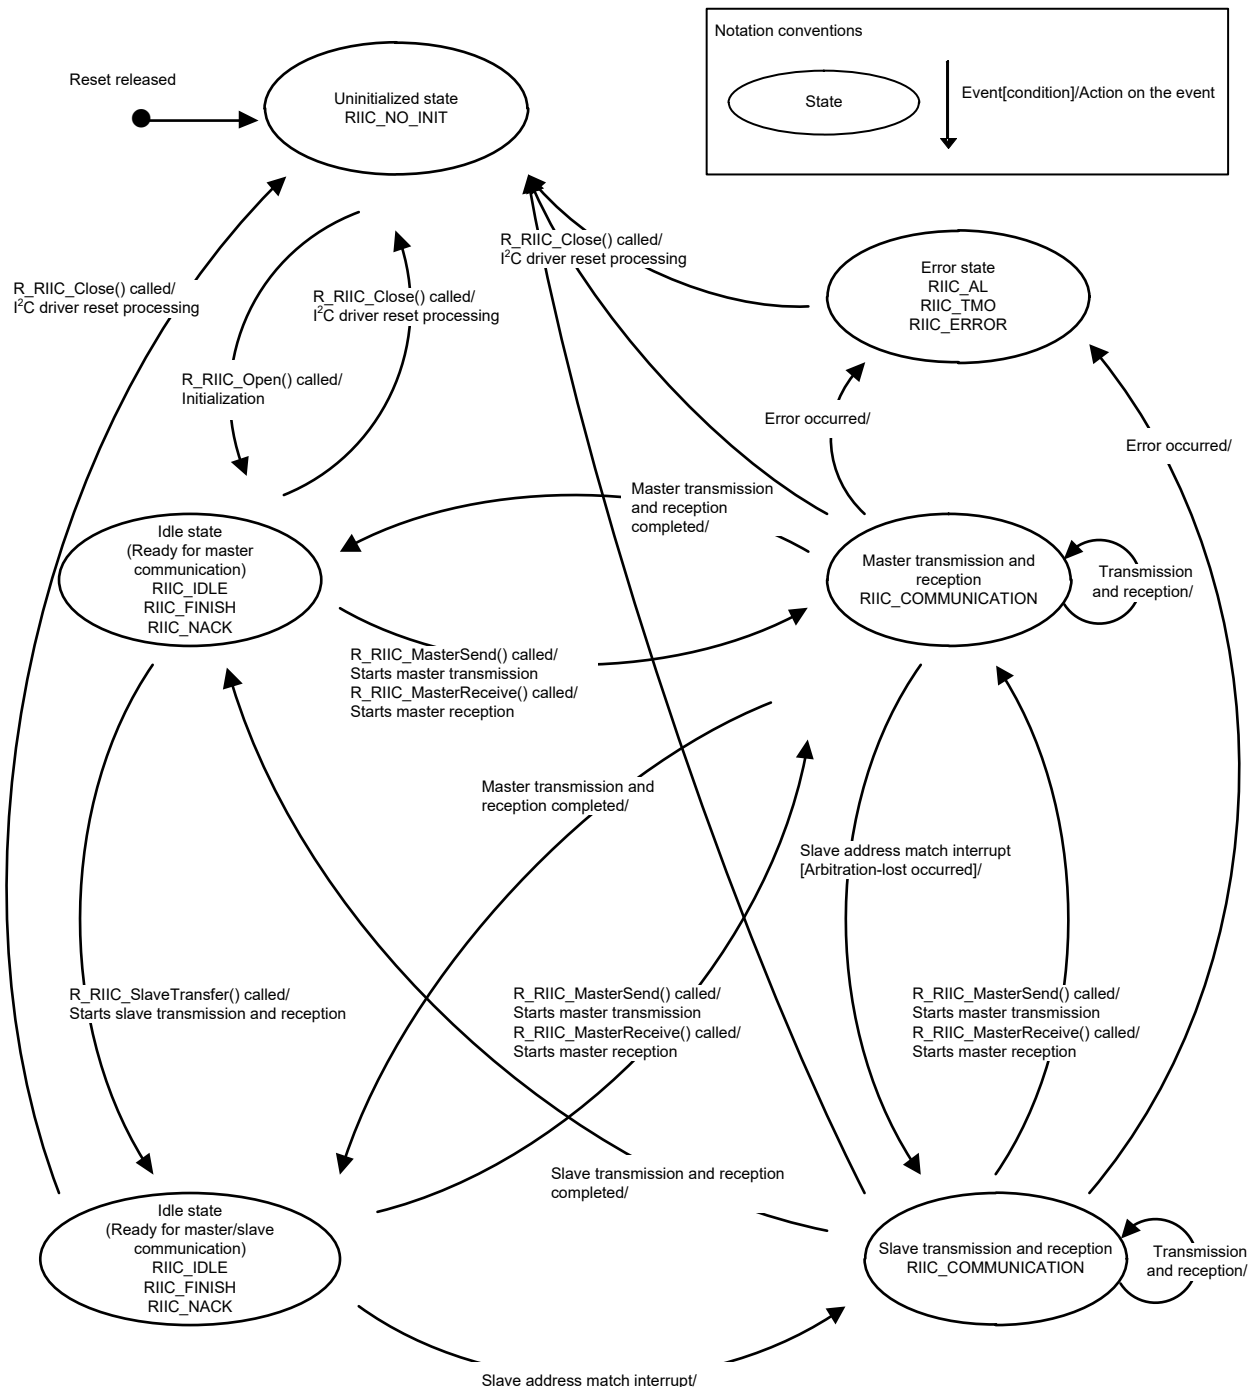 Notation conventions
State
Event[condition]/Action on the event
Reset released
Uninitialized state
RIIC_NO_INIT
R_RIIC_Close() called/
I²C driver reset processing
R_RIIC_Close() called/
I²C driver reset processing
R_RIIC_Close() called/
I²C driver reset processing
Error state
RIIC_AL
RIIC_TMO
RIIC_ERROR
R_RIIC_Open() called/
Initialization
Error occurred/
Error occurred/
Master transmission
and reception
completed/
Idle state
(Ready for master
communication)
RIIC_IDLE
RIIC_FINISH
RIIC_NACK
Master transmission and
reception
RIIC_COMMUNICATION
Transmission
and reception/
R_RIIC_MasterSend() called/
Starts master transmission
R_RIIC_MasterReceive() called/
Starts master reception
Master transmission and
reception completed/
Slave address match interrupt
[Arbitration-lost occurred]/
R_RIIC_SlaveTransfer() called/
Starts slave transmission and reception
R_RIIC_MasterSend() called/
Starts master transmission
R_RIIC_MasterReceive() called/
Starts master reception
R_RIIC_MasterSend() called/
Starts master transmission
R_RIIC_MasterReceive() called/
Starts master reception
Slave transmission and reception
completed/
Idle state
(Ready for master/slave
communication)
RIIC_IDLE
RIIC_FINISH
RIIC_NACK
Slave transmission and reception
RIIC_COMMUNICATION
Transmission
and reception/
Slave address match interrupt/